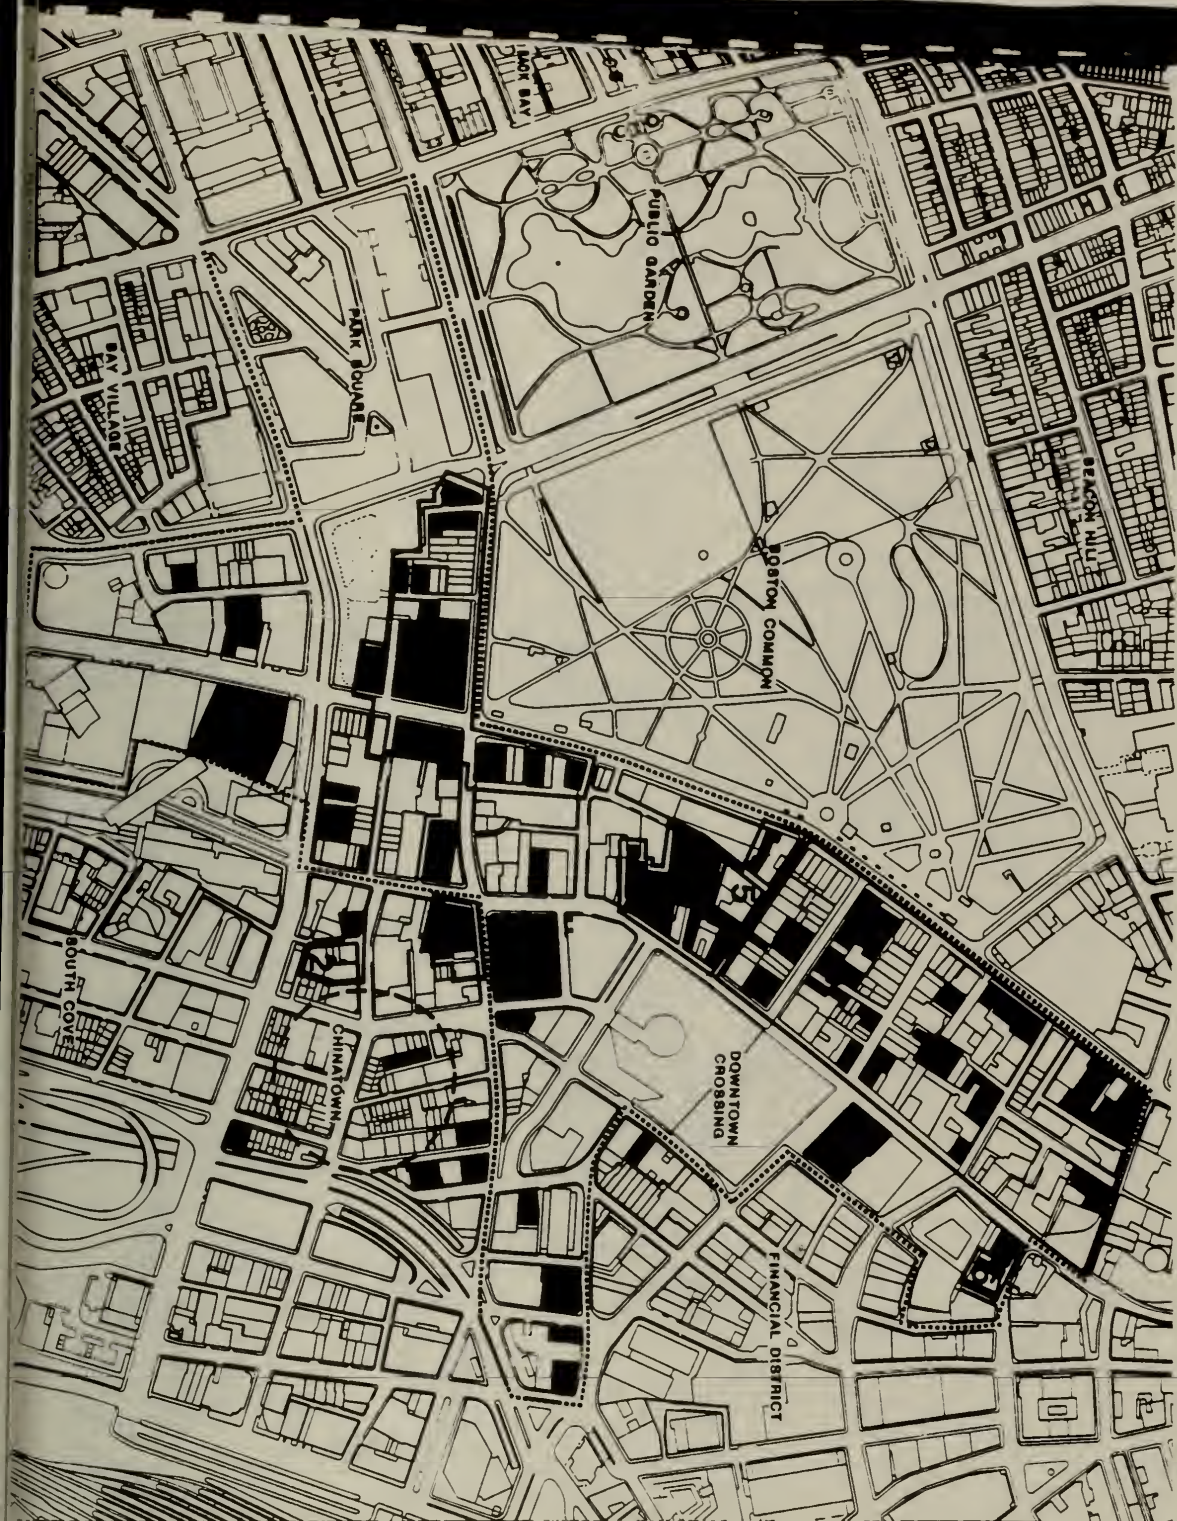 BACK BAY
PUBLIC GARDEN
PARK SQUARE
BAY VILLAGE
BEACON HILL
BOSTON COMMON
5
SOUTH COVE
CHINATOWN
DOWNTOWN
CROSSING
FINANCIAL DISTRICT